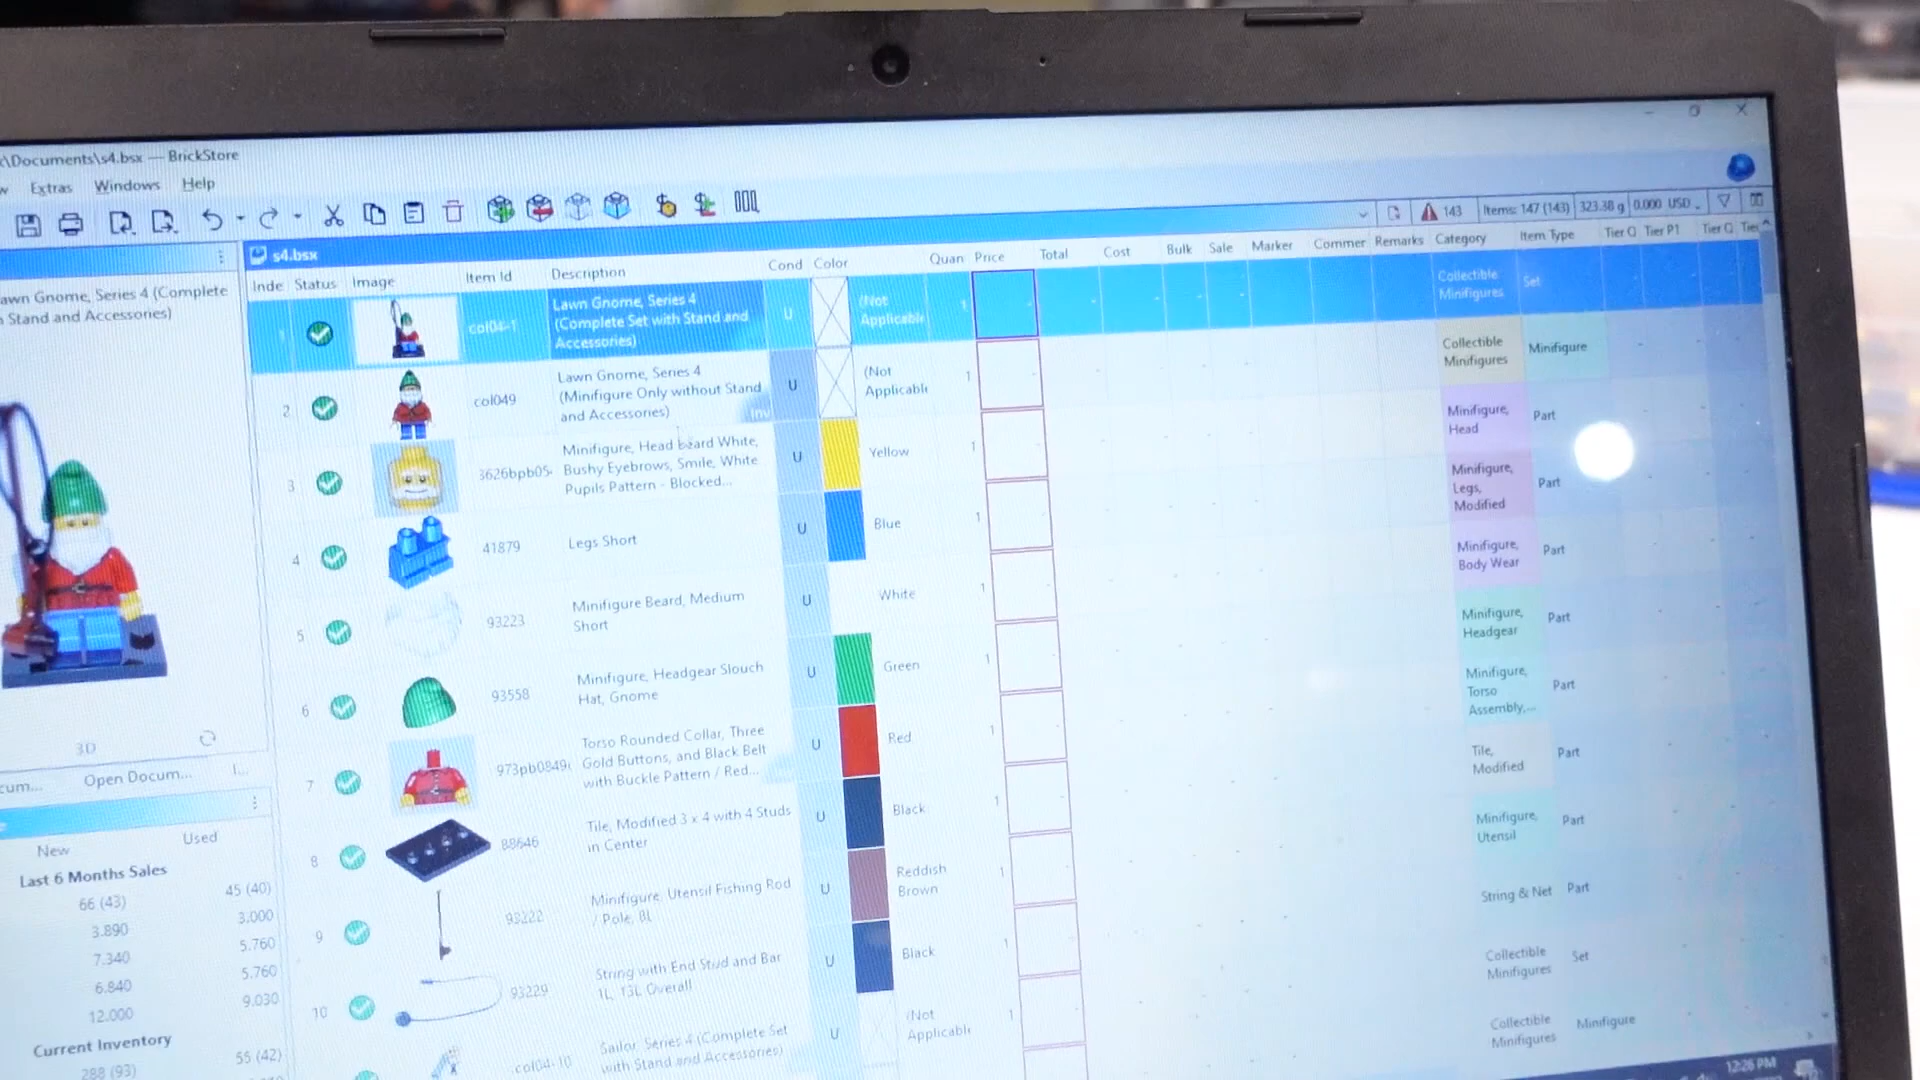 \Documents\s4.bsx — BrickStore
Extras Windows Help
143 Items: 147 (143) 323.38 g 0.000 USD
s4.bsx
Inde Status Image Item Id Description Cond Color Quan Price Total Cost Bulk Sale Marker Commer Remarks Category Item Type Tier Q Tier P1 Tier Q Tie
awn Gnome, Series 4 (Complete
Stand and Accessories)
3D
Open Docum...
New Used
Last 6 Months Sales
66 (43) 45 (40)
3.890 3.000
7.340 5.760
6.840 5.760
12.000 9.030
Current Inventory
288 (93) 55 (42)
1 col04-1 Lawn Gnome, Series 4
(Complete Set with Stand and
Accessories) U (Not
Applicable 1 Collectible
Minifigures Set
2 col049 Lawn Gnome, Series 4
(Minifigure Only without Stand
and Accessories) Inv U (Not
Applicable 1 Collectible
Minifigures Minifigure
3 3626bpb05 Minifigure, Head Beard White,
Bushy Eyebrows, Smile, White
Pupils Pattern - Blocked... U Yellow 1 Minifigure,
Head Part
4 41879 Legs Short U Blue 1 Minifigure,
Legs,
Modified Part
5 93223 Minifigure Beard, Medium
Short U White 1 Minifigure,
Body Wear Part
6 93558 Minifigure, Headgear Slouch
Hat, Gnome U Green 1 Minifigure,
Headgear Part
7 973pb0849 Torso Rounded Collar, Three
Gold Buttons, and Black Belt
with Buckle Pattern / Red... U Red 1 Minifigure,
Torso
Assembly,... Part
8 88646 Tile, Modified 3 x 4 with 4 Studs
in Center U Black 1 Tile,
Modified Part
9 93222 Minifigure, Utensil Fishing Rod
/ Pole, 8L U Reddish
Brown 1 Minifigure,
Utensil Part
10 93229 String with End Stud and Bar
1L, 13L Overall U Black 1 String & Net Part
col04-10 Sailor, Series 4 (Complete Set
with Stand and Accessories) U (Not
Applicable 1 Collectible
Minifigures Set
Collectible
Minifigures Minifigure
12:26 PM